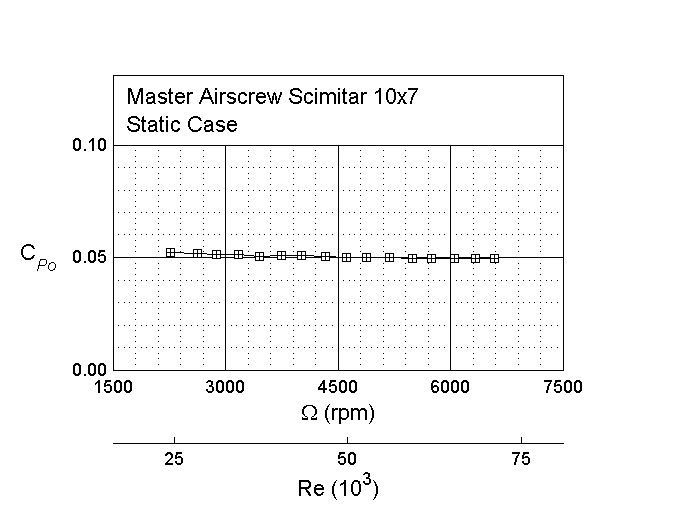 Master Airscrew Scimitar 10x7
Static Case
0.10
C_Po 0.05
0.00
1500 3000 4500 6000 7500
Ω (rpm)
25 50 75
Re (10³)